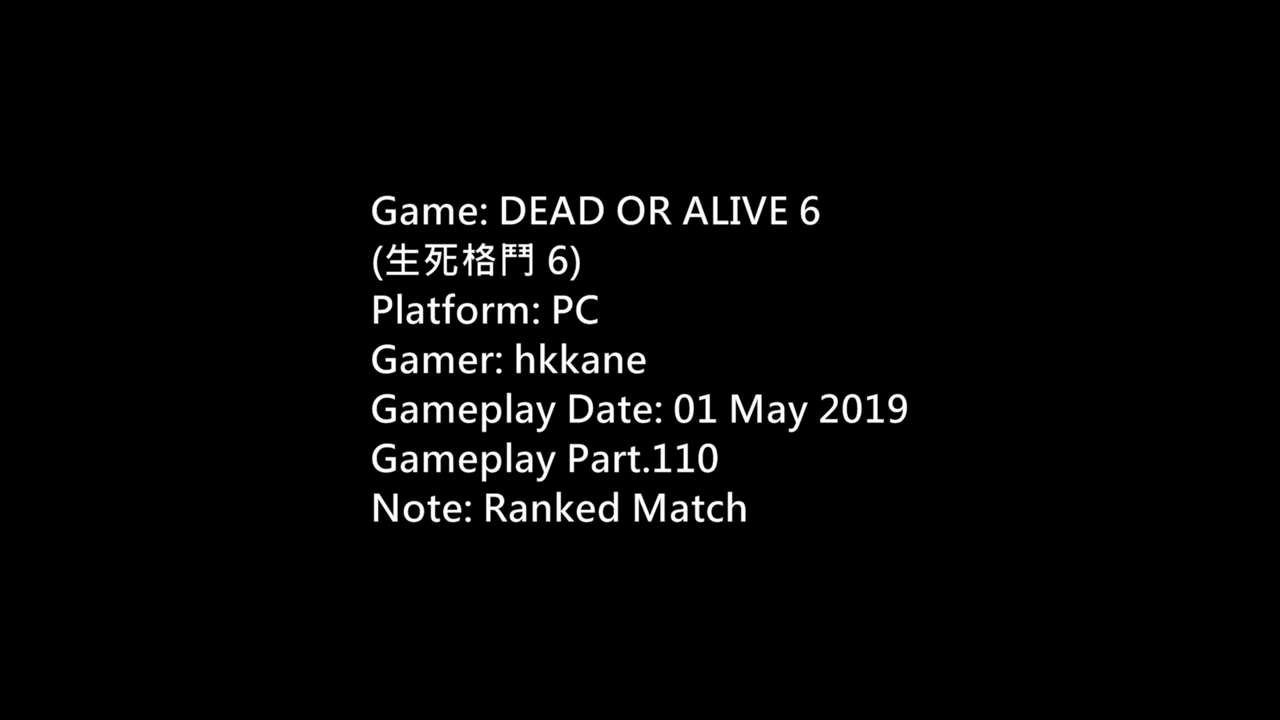 Game: DEAD OR ALIVE 6
(生死格鬥 6)
Platform: PC
Gamer: hkkane
Gameplay Date: 01 May 2019
Gameplay Part.110
Note: Ranked Match